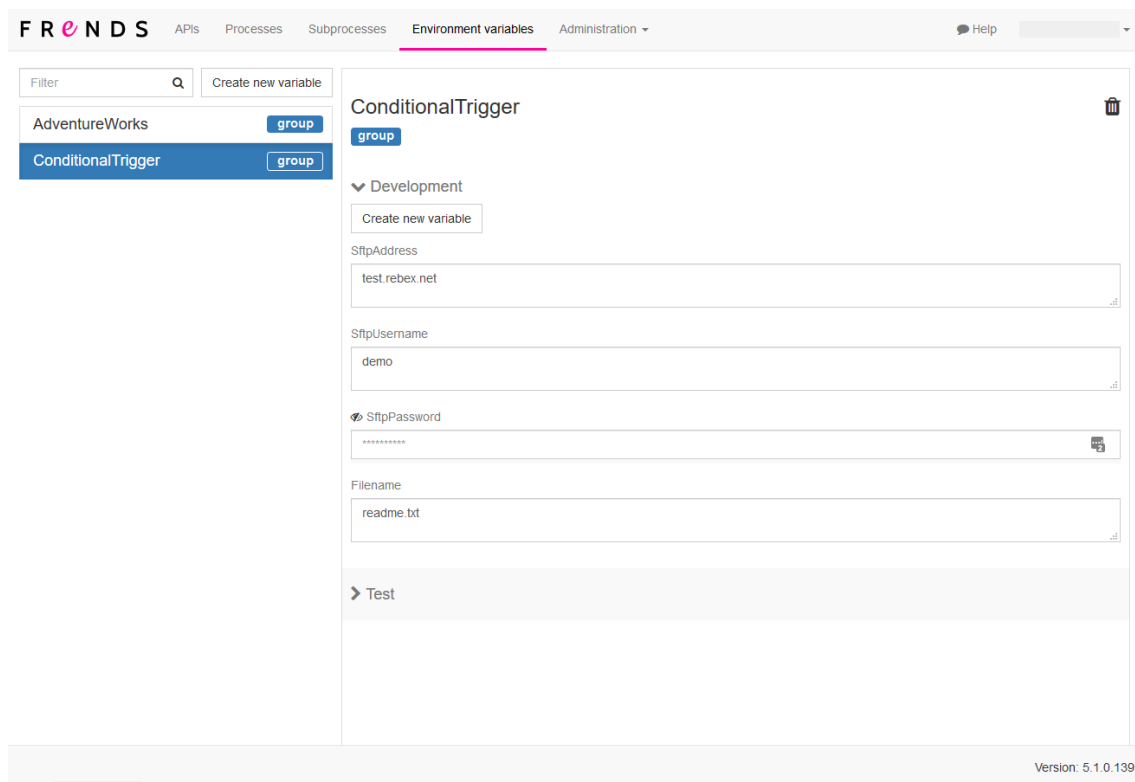 FReNDS APIs Processes Subprocesses Environment variables Administration Help
Filter Create new variable
AdventureWorks group
ConditionalTrigger group
ConditionalTrigger
group
Development
Create new variable
SftpAddress
test.rebex.net
SftpUsername
demo
SftpPassword
**********
Filename
readme.txt
Test
Version: 5.1.0.139